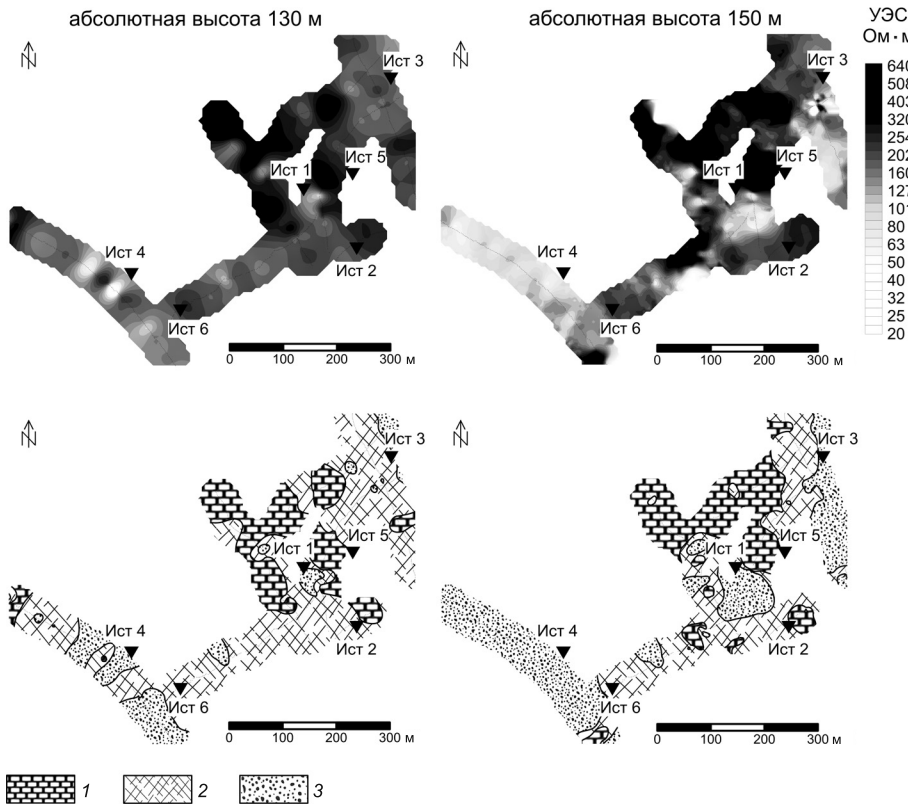 абсолютная высота 130 м
абсолютная высота 150 м
УЭС
Ом•м
N
Ист 3
Ист 1
Ист 5
Ист 4
Ист 2
Ист 6
0 100 200 300 м
N
Ист 3
Ист 1
Ист 5
Ист 4
Ист 2
Ист 6
0 100 200 300 м
640
508
403
320
254
202
160
127
101
80
63
50
40
32
25
20
N
Ист 3
Ист 1
Ист 5
Ист 4
Ист 2
Ист 6
0 100 200 300 м
N
Ист 3
Ист 1
Ист 5
Ист 4
Ист 2
Ист 6
0 100 200 300 м
1 2 3